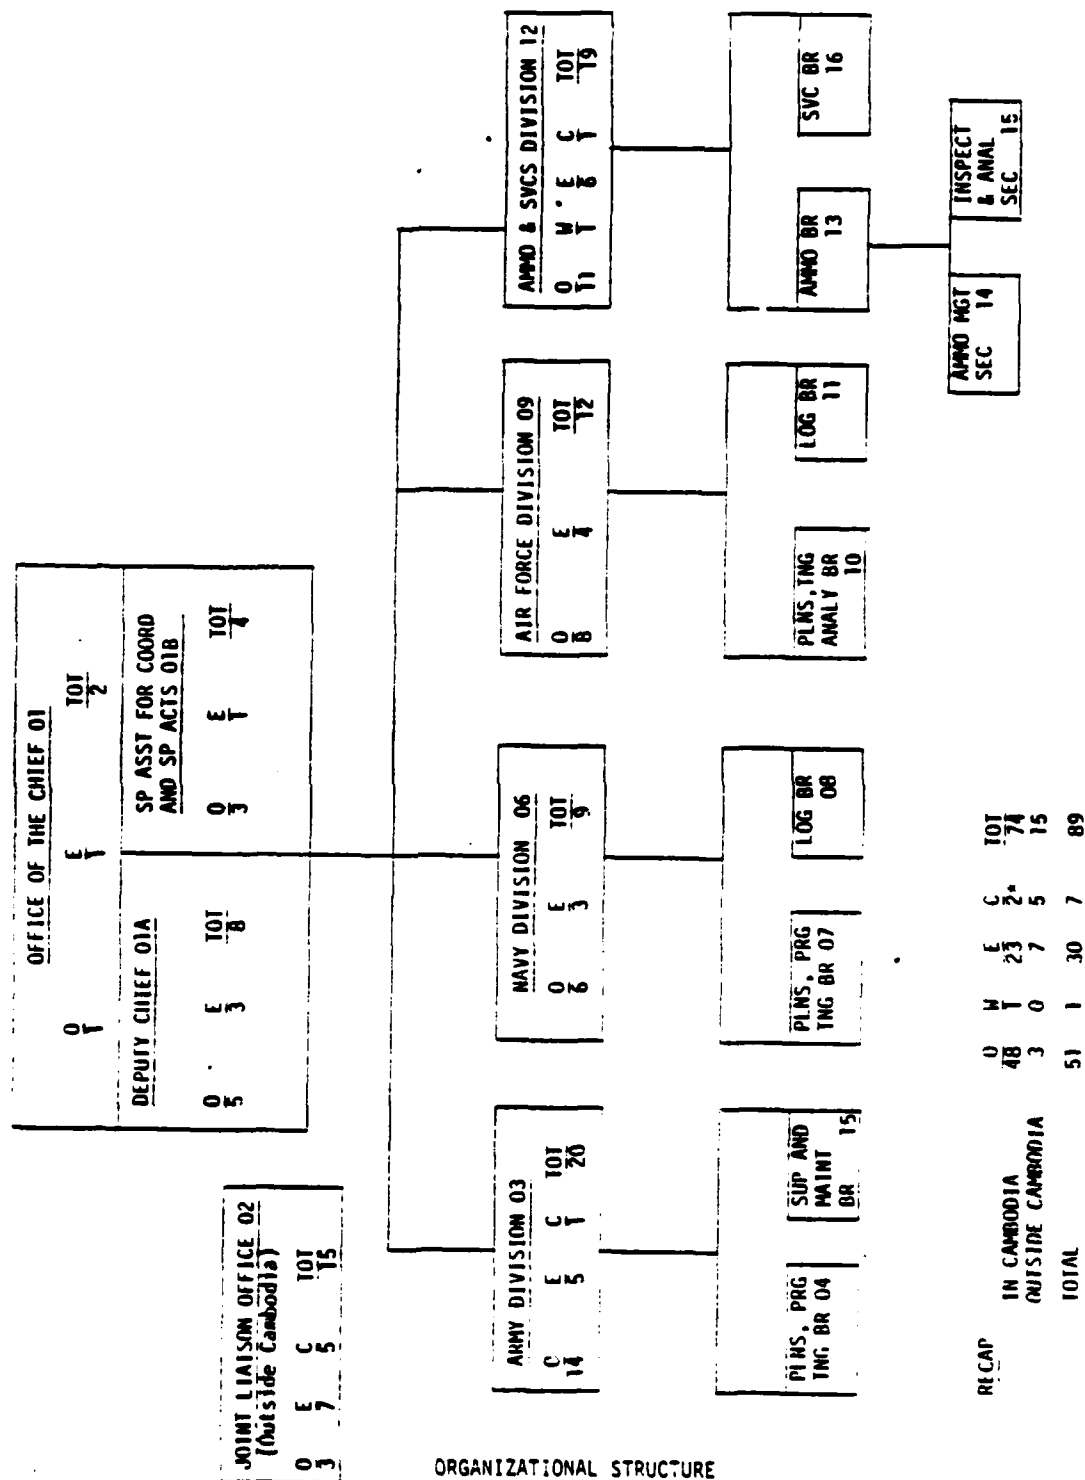 OFFICE OF THE CHIEF 01
O E TOT
1 1 2
DEPUTY CHIEF 01A
O E TOT
5 3 8
SP ASST FOR COORD
AND SP ACTS 01B
O E TOT
3 1 4
JOINT LIAISON OFFICE 02
(Outside Cambodia)
O E C TOT
3 7 5 15
ARMY DIVISION 03
O E C TOT
14 5 1 20
NAVY DIVISION 06
O E TOT
6 3 9
AIR FORCE DIVISION 09
O E TOT
8 4 12
AMMO & SVCS DIVISION 12
O W E C TOT
11 1 6 1 19
PLNS, PRG
TNG BR 04
SUP AND
MAINT
BR 15
PLNS, PRG
TNG BR 07
LOG BR
08
PLNS,TNG
ANALY BR
10
LOG BR
11
AMMO BR
13
SVC BR
16
AMMO MGT
SEC 14
INSPECT
& ANAL
SEC 15
RECAP
O W E C TOT
IN CAMBODIA 48 1 23 2* 74
OUTSIDE CAMBODIA 3 0 7 5 15
TOTAL 51 1 30 7 89
ORGANIZATIONAL STRUCTURE